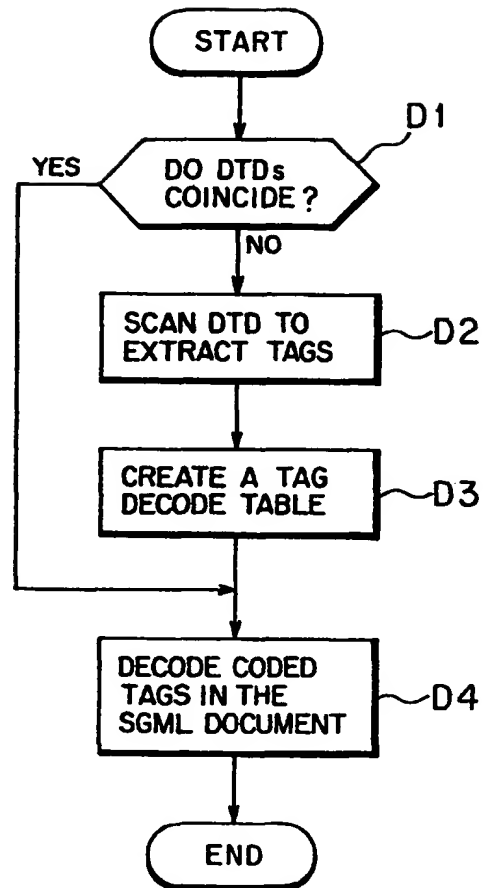 START
D1
YES
DO DTDs
COINCIDE?
NO
SCAN DTD TO
EXTRACT TAGS
D2
CREATE A TAG
DECODE TABLE
D3
DECODE CODED
TAGS IN THE
SGML DOCUMENT
D4
END